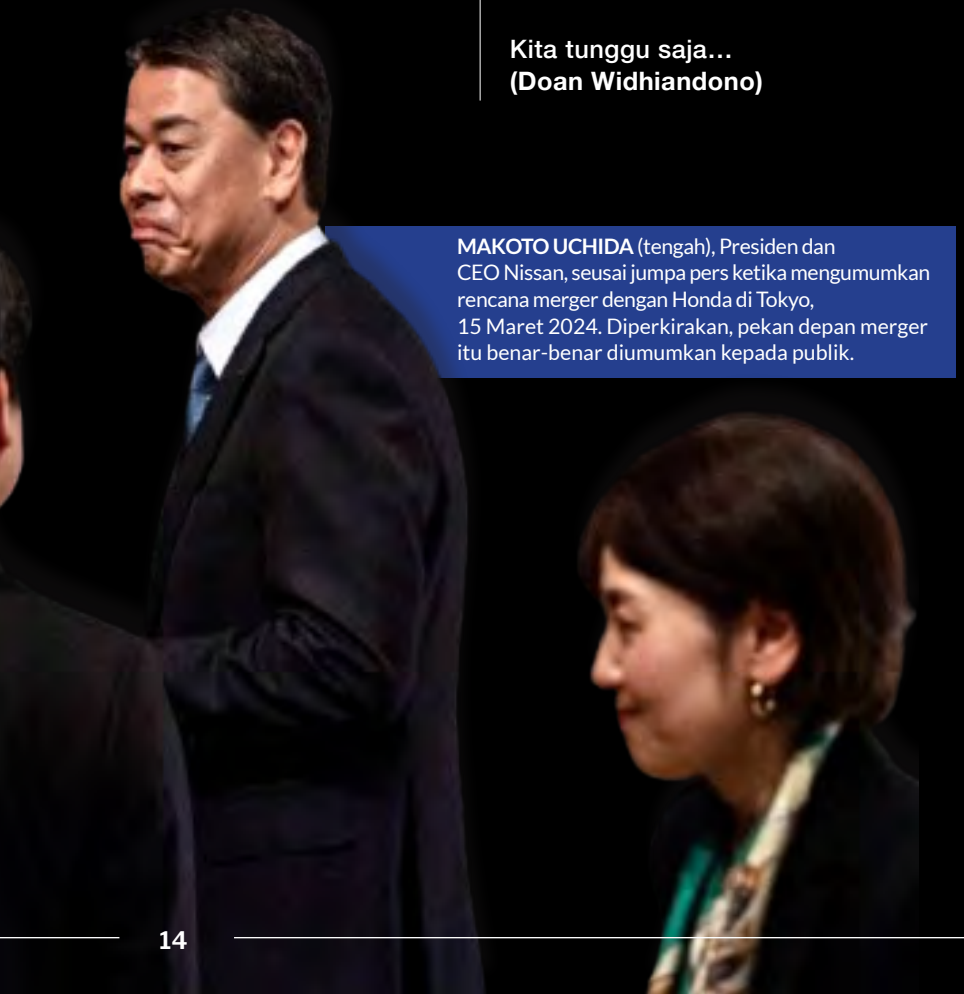 Kita tunggu saja...
(Doan Widhiandono)
MAKOTO UCHIDA (tengah), Presiden dan
CEO Nissan, seusai jumpa pers ketika mengumumkan
rencana merger dengan Honda di Tokyo,
15 Maret 2024. Diperkirakan, pekan depan merger
itu benar-benar diumumkan kepada publik.
14